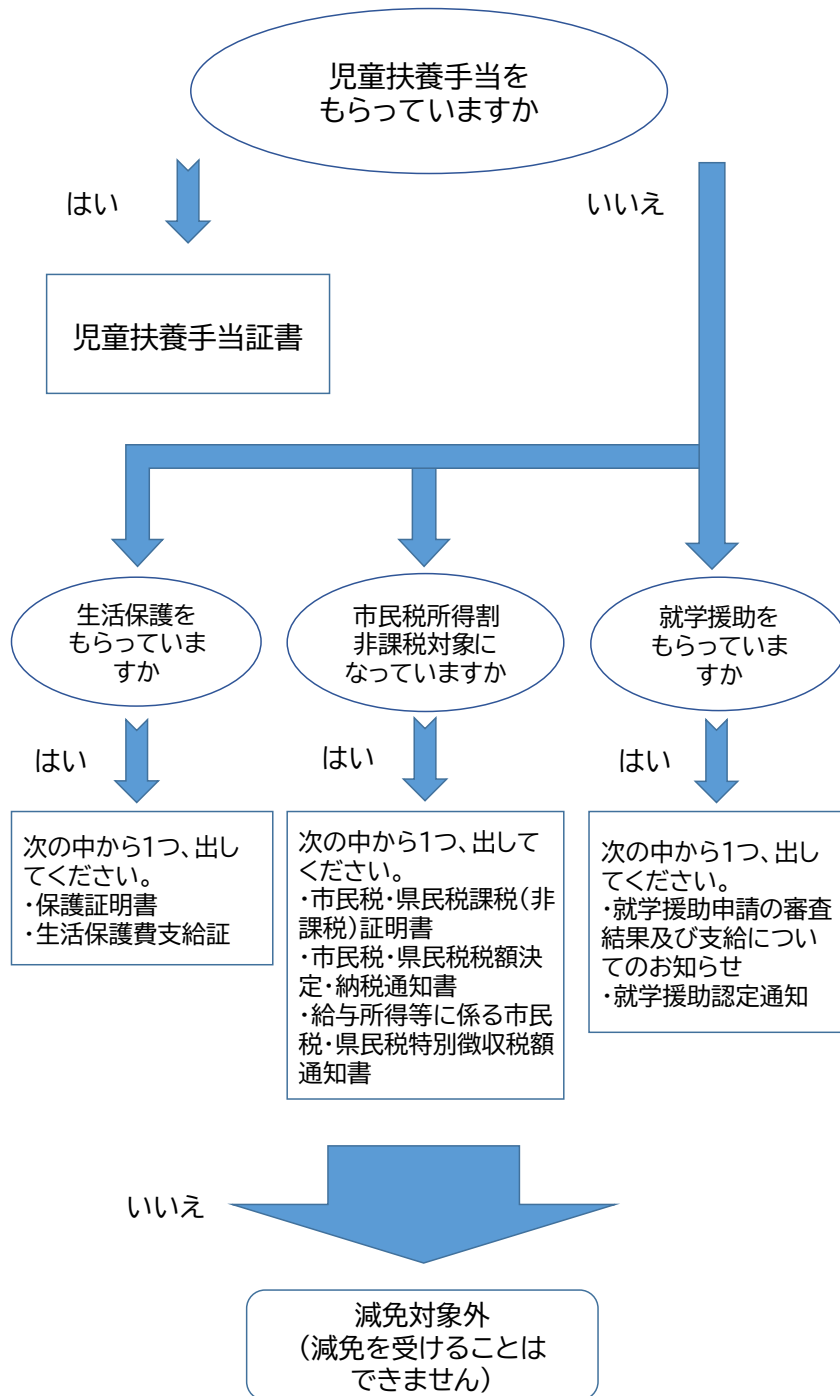 児童扶養手当を
もらっていますか
はい
いいえ
児童扶養手当証書
生活保護を
もらっていま
すか
市民税所得割
非課税対象に
なっていますか
就学援助を
もらっていま
すか
はい
はい
はい
次の中から1つ、出し
てください。
・保護証明書
・生活保護費支給証
次の中から1つ、出して
ください。
・市民税・県民税課税(非
課税)証明書
・市民税・県民税税額決
定・納税通知書
・給与所得等に係る市民
税・県民税特別徴収税額
通知書
次の中から1つ、出し
てください。
・就学援助申請の審査
結果及び支給につい
てのお知らせ
・就学援助認定通知
いいえ
減免対象外
(減免を受けることは
できません)